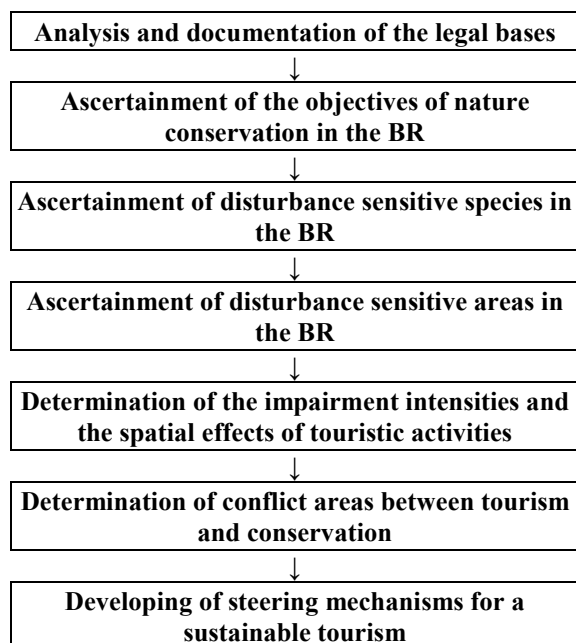 Analysis and documentation of the legal bases
↓
Ascertainment of the objectives of nature
conservation in the BR
↓
Ascertainment of disturbance sensitive species in
the BR
↓
Ascertainment of disturbance sensitive areas in
the BR
↓
Determination of the impairment intensities and
the spatial effects of touristic activities
↓
Determination of conflict areas between tourism
and conservation
↓
Developing of steering mechanisms for a
sustainable tourism